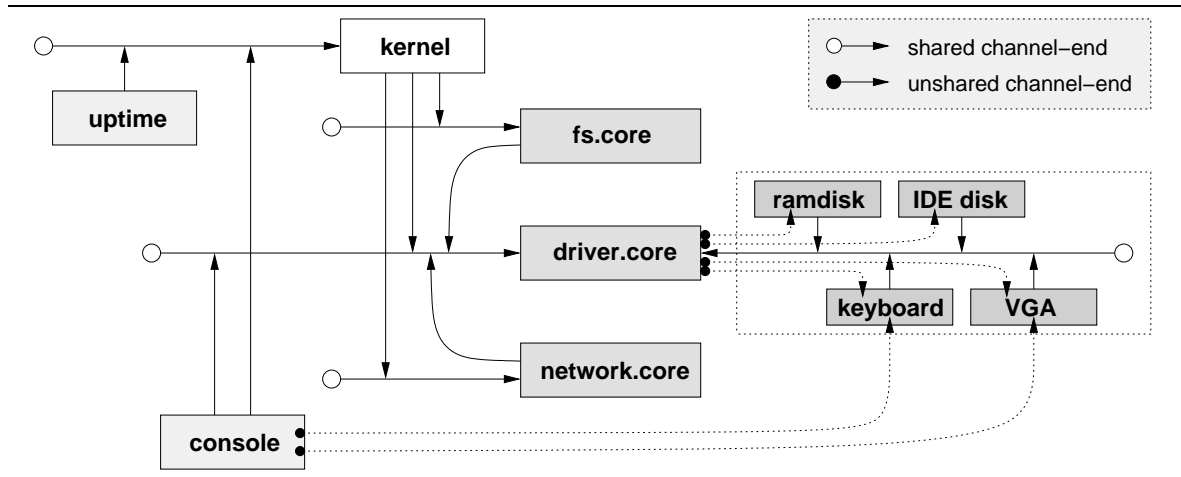 kernel
shared channel-end
unshared channel-end
uptime
fs.core
ramdisk
IDE disk
driver.core
keyboard
VGA
network.core
console